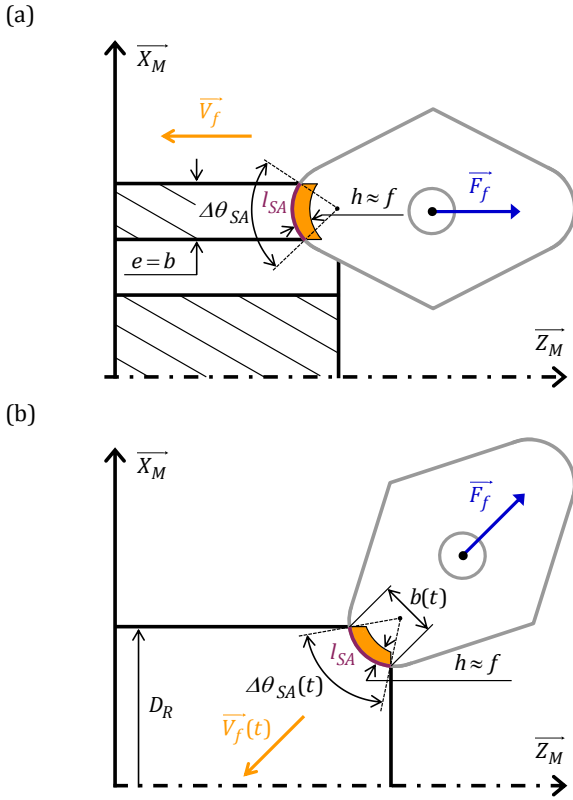 (a)
X_M
V_f
Δθ_SA
l_SA
h ≈ f
F_f
e = b
Z_M
(b)
X_M
F_f
b(t)
l_SA
h ≈ f
Δθ_SA(t)
D_R
V_f(t)
Z_M